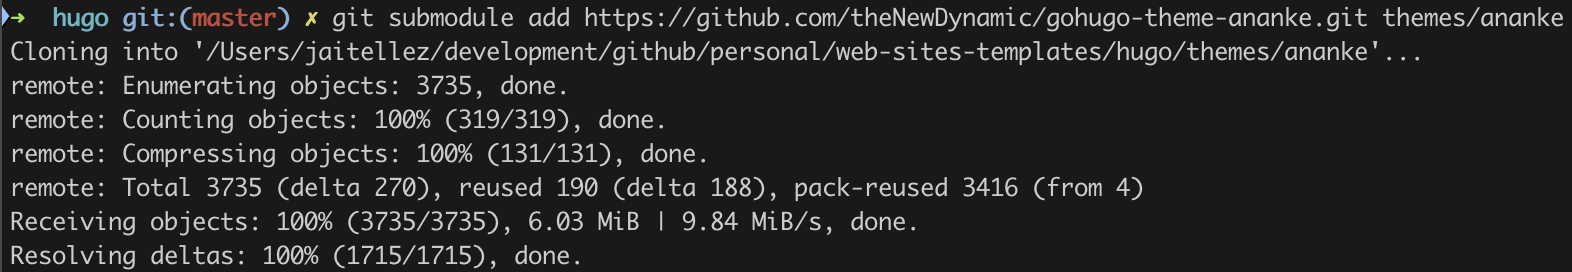 ➜  hugo git:(master) ✗ git submodule add https://github.com/theNewDynamic/gohugo-theme-ananke.git themes/ananke
Cloning into '/Users/jaitellez/development/github/personal/web-sites-templates/hugo/themes/ananke'...
remote: Enumerating objects: 3735, done.
remote: Counting objects: 100% (319/319), done.
remote: Compressing objects: 100% (131/131), done.
remote: Total 3735 (delta 270), reused 190 (delta 188), pack-reused 3416 (from 4)
Receiving objects: 100% (3735/3735), 6.03 MiB | 9.84 MiB/s, done.
Resolving deltas: 100% (1715/1715), done.